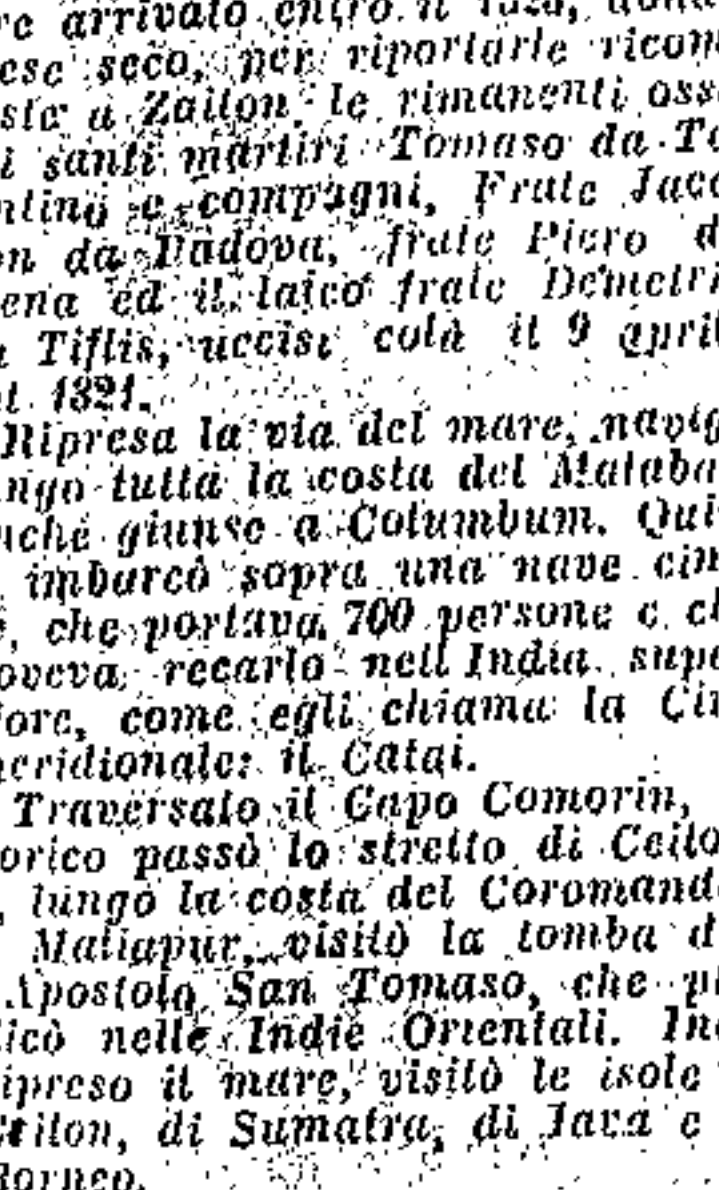 re arrivato entro il
ese seco, per riportarle ricom
ste a Zaiton, le rimanenti oss
i santi martiri Tomaso da To
ntino e compagni, Frate Jaco
on da Padova, frate Piero d
ena ed il laico frate Demetri
a Tiflis, uccisi colà il 9 april
el 1321.
Ripresa la via del mare, navig
ngo tutta la costa del Malaba
nchè giunse a Columbum. Qui
imbarcò sopra una nave cin
e, che portava 700 persone e ch
oveva recarlo nell India supe
iore, come egli chiama la Cin
meridionale: il Catai.
Traversato il Capo Comorin,
orico passò lo stretto di Ceilo
, lungo la costa del Coromande
Maliapur, visitò la tomba d
Apostolo San Tomaso, che p
licò nelle Indie Orientali. In
ipreso il mare, visitò le isole
Ceilon, di Sumatra, di Java e
Borneo.